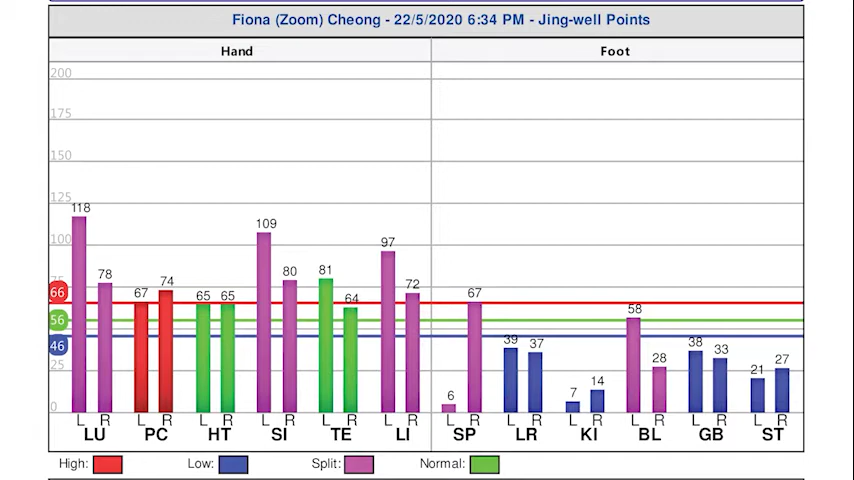 Fiona (Zoom) Cheong - 22/5/2020 6:34 PM - Jing-well Points
Hand Foot
200
175
150
125
100
75
25
0
66
56
46
118 78 67 74 65 65 109 80 81 64 97 72 6 67 39 37 7 14 58 28 38 33 21 27
L R L R L R L R L R L R L R L R L R L R L R L R
LU PC HT SI TE LI SP LR KI BL GB ST
High: Low: Split: Normal: